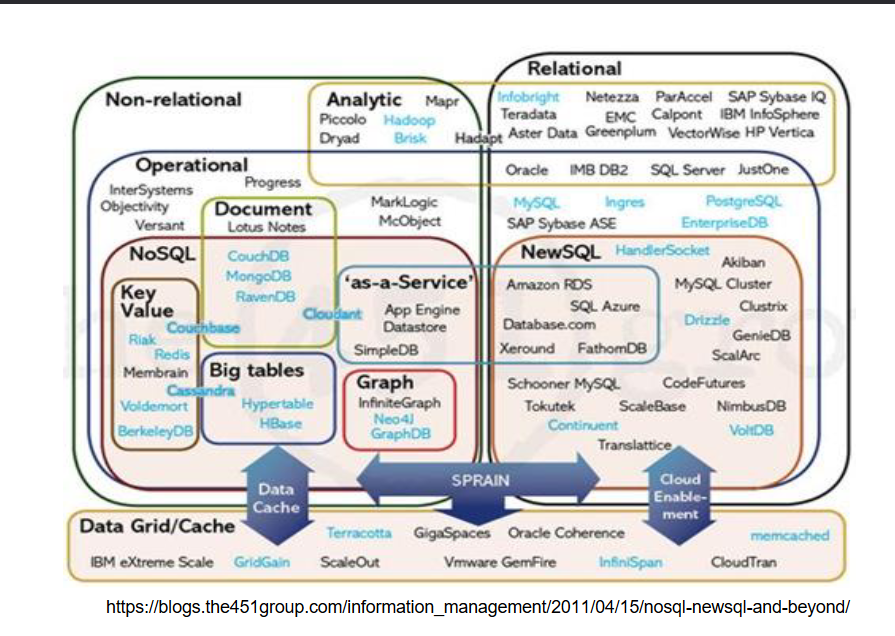 Relational
Non-relational
Analytic Mapr
Piccolo Hadoop
Dryad Brisk Hadapt
Infobright Netezza ParAccel SAP Sybase IQ
Teradata EMC Calpont IBM InfoSphere
Aster Data Greenplum VectorWise HP Vertica
Operational
Oracle IMB DB2 SQL Server JustOne
InterSystems Progress
Objectivity
Versant
Document
Lotus Notes
MarkLogic
McObject
MySQL Ingres PostgreSQL
SAP Sybase ASE EnterpriseDB
NoSQL
CouchDB
MongoDB
RavenDB
Cloudant
Key
Value
Couchbase
Riak
Redis
Membrain
Cassandra
Voldemort
BerkeleyDB
Big tables
Hypertable
HBase
'as-a-Service'
App Engine
Datastore
SimpleDB
Graph
InfiniteGraph
Neo4J
GraphDB
NewSQL HandlerSocket
Akiban
Amazon RDS MySQL Cluster
SQL Azure Clustrix
Database.com Drizzle
GenieDB
Xeround FathomDB ScalArc
Schooner MySQL CodeFutures
Tokutek ScaleBase NimbusDB
Continuent VoltDB
Translattice
Data
Cache
SPRAIN
Cloud
Enable-
ment
Data Grid/Cache Terracotta GigaSpaces Oracle Coherence memcached
IBM eXtreme Scale GridGain ScaleOut Vmware GemFire InfiniSpan CloudTran
https://blogs.the451group.com/information_management/2011/04/15/nosql-newsql-and-beyond/